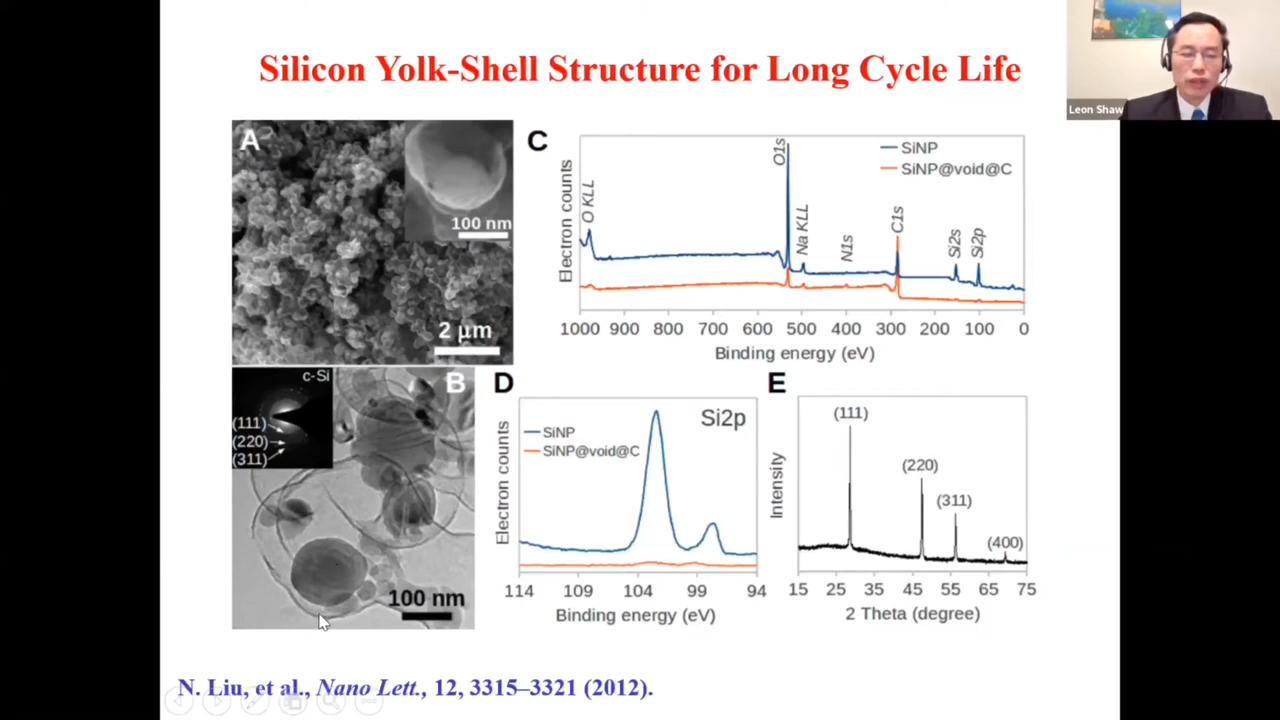 Silicon Yolk-Shell Structure for Long Cycle Life
Leon Shaw
A
100 nm
2 μm
C
SiNP
SiNP@void@C
O KLL
O1s
Na KLL
N1s
C1s
Si2s
Si2p
Electron counts
1000 900 800 700 600 500 400 300 200 100 0
Binding energy (eV)
B
c-Si
(111)
(220)
(311)
100 nm
D
Si2p
SiNP
SiNP@void@C
Electron counts
114 109 104 99 94
Binding energy (eV)
E
(111)
(220)
(311)
(400)
Intensity
15 25 35 45 55 65 75
2 Theta (degree)
N. Liu, et al., Nano Lett., 12, 3315–3321 (2012).